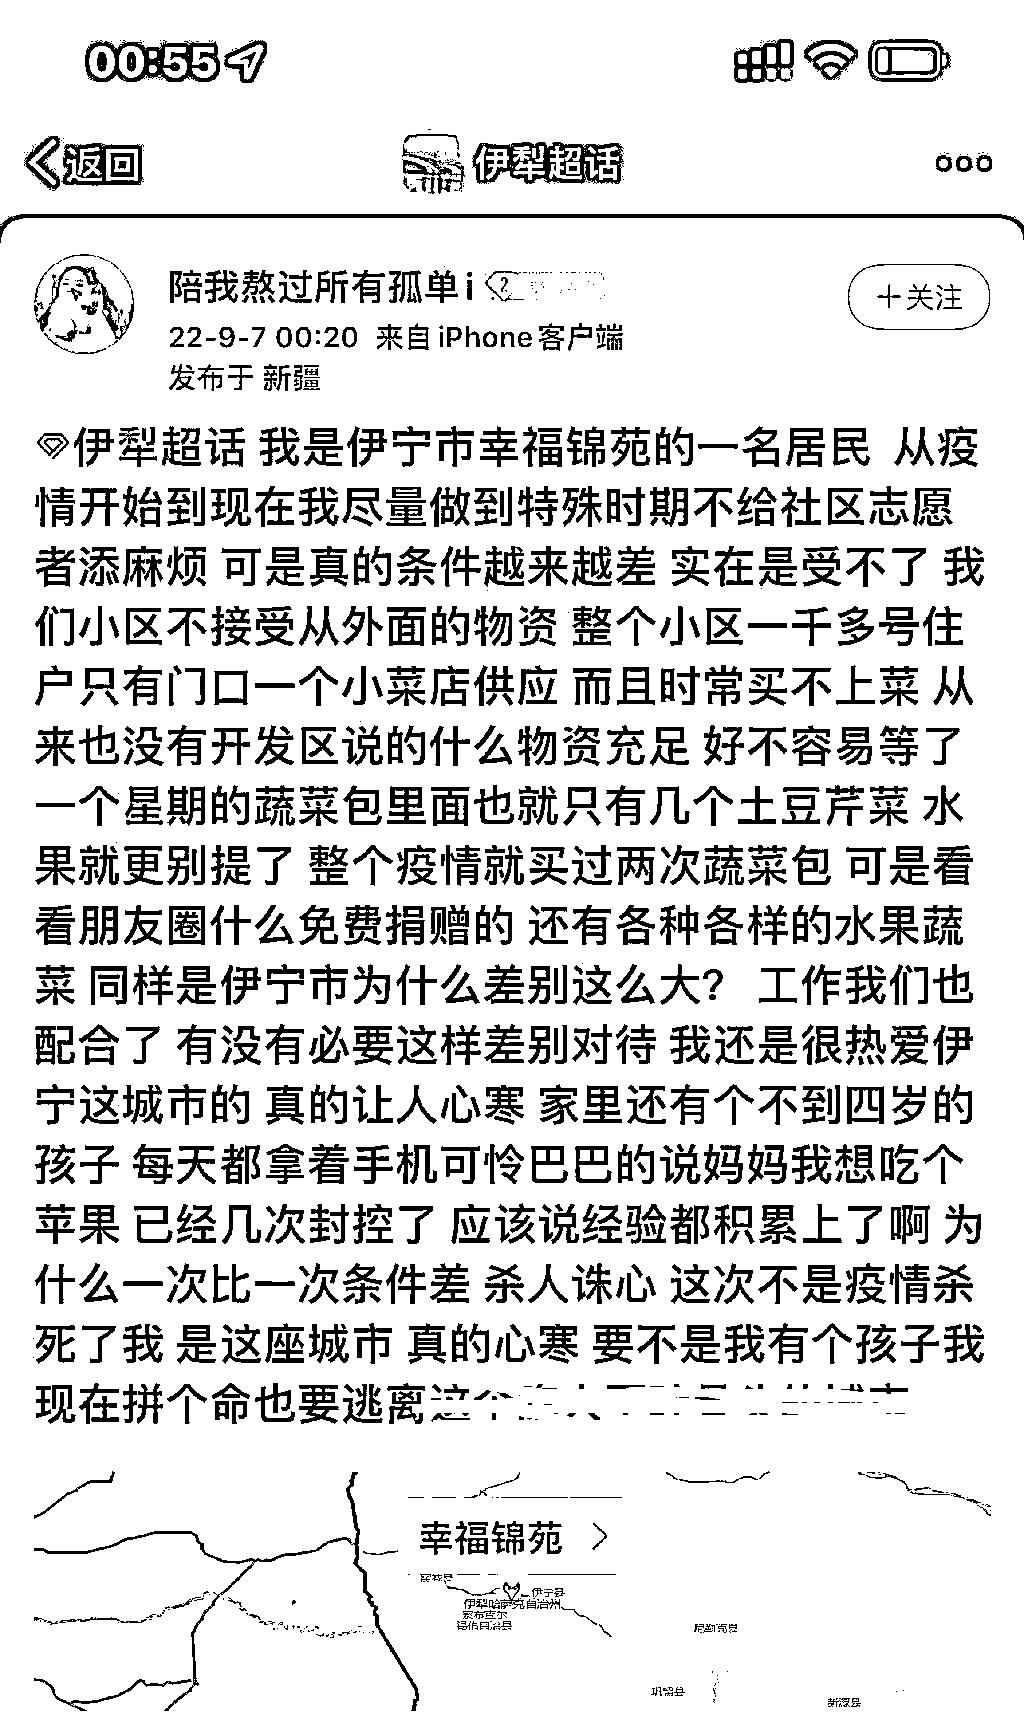 00:55
返回
伊犁超话
陪我熬过所有孤单i
+关注
22-9-7 00:20 来自 iPhone客户端
发布于 新疆
伊犁超话 我是伊宁市幸福锦苑的一名居民 从疫
情开始到现在我尽量做到特殊时期不给社区志愿
者添麻烦 可是真的条件越来越差 实在是受不了 我
们小区不接受从外面的物资 整个小区一千多号住
户只有门口一个小菜店供应 而且时常买不上菜 从
来也没有开发区说的什么物资充足 好不容易等了
一个星期的蔬菜包里面也就只有几个土豆芹菜 水
果就更别提了 整个疫情就买过两次蔬菜包 可是看
看朋友圈什么免费捐赠的 还有各种各样的水果蔬
菜 同样是伊宁市为什么差别这么大? 工作我们也
配合了 有没有必要这样差别对待 我还是很热爱伊
宁这城市的 真的让人心寒 家里还有个不到四岁的
孩子 每天都拿着手机可怜巴巴的说妈妈我想吃个
苹果 已经几次封控了 应该说经验都积累上了啊 为
什么一次比一次条件差 杀人诛心 这次不是疫情杀
死了我 是这座城市 真的心寒 要不是我有个孩子我
现在拼个命也要逃离这个
幸福锦苑
伊宁县
伊犁哈萨克自治州
察布查尔
锡伯自治县
巩留县
新源县